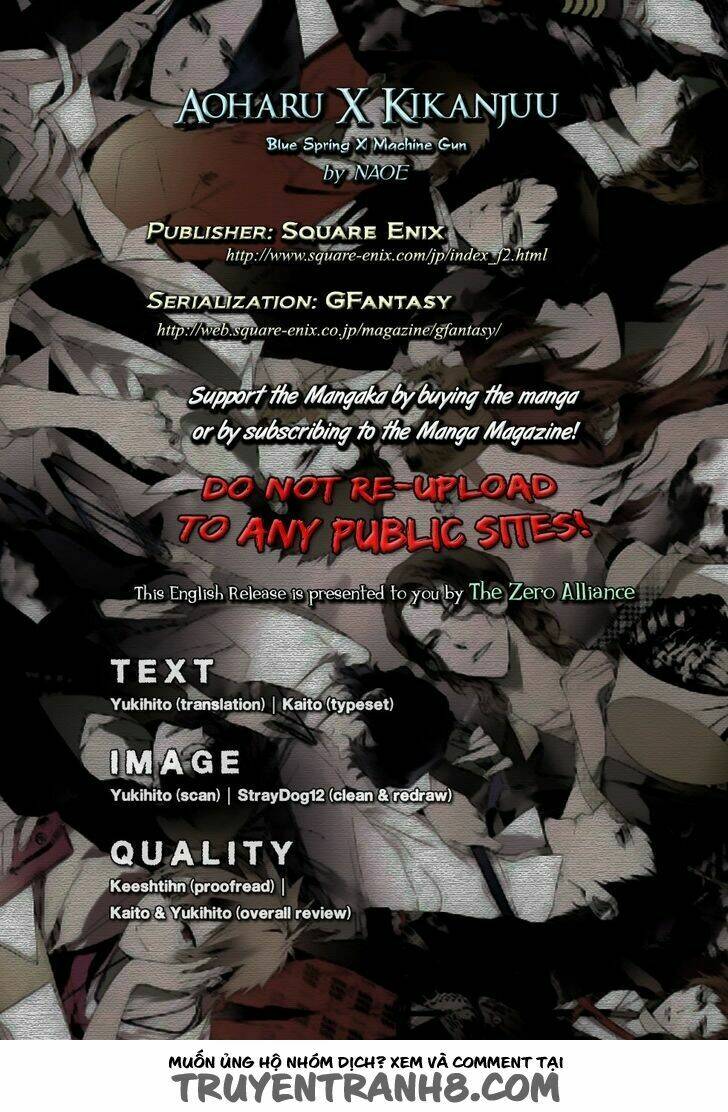 Aoharu X Kikanjuu
Blue Spring X Machine Gun
by NAOE
Publisher: Square Enix
http://www.square-enix.com/jp/index_f2.html
Serialization: GFantasy
http://web.square-enix.co.jp/magazine/gfantasy/
Support the Mangaka by buying the manga
or by subscribing to the Manga Magazine!
DO NOT RE-UPLOAD
TO ANY PUBLIC SITES!
This English Release is presented to you by The Zero Alliance
TEXT
Yukihito (translation) | Kaito (typeset)
IMAGE
Yukihito (scan) | StrayDog12 (clean & redraw)
QUALITY
Keeshtihn (proofread) |
Kaito & Yukihito (overall review)
MUỐN ỦNG HỘ NHÓM DỊCH? XEM VÀ COMMENT TẠI
TRUYENTRANH8.COM